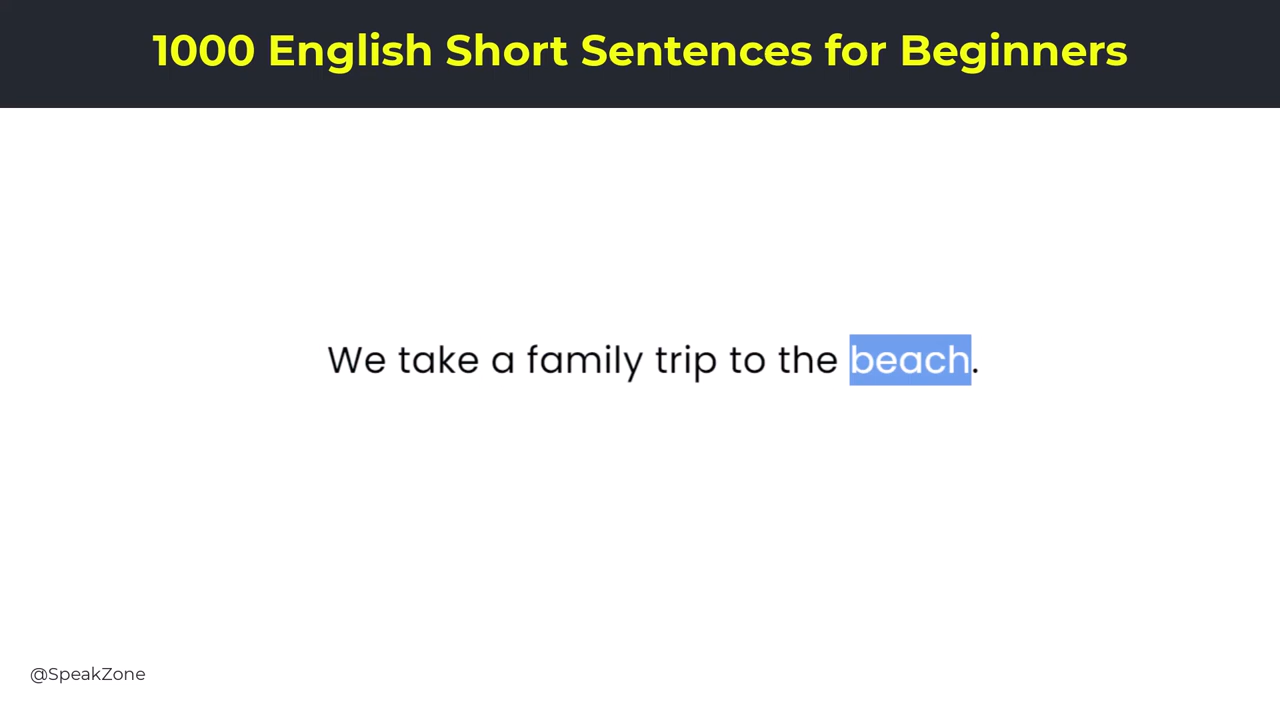 1000 English Short Sentences for Beginners
We take a family trip to the beach.
@SpeakZone